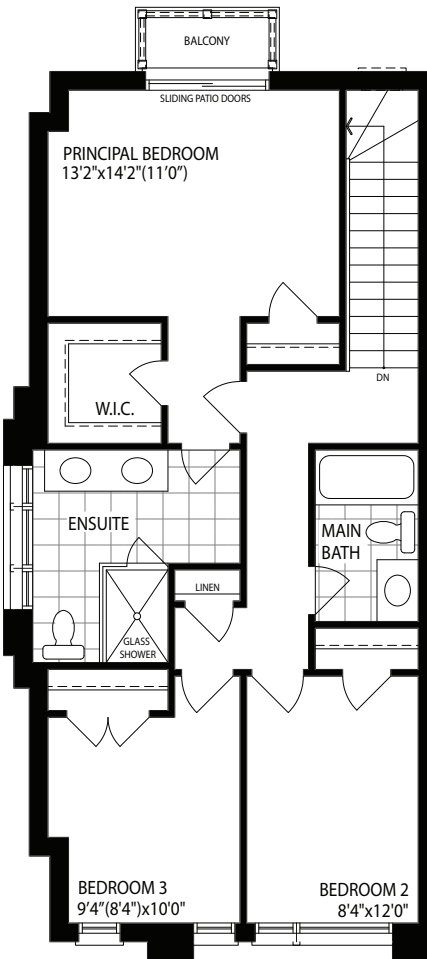 BALCONY
SLIDING PATIO DOORS
PRINCIPAL BEDROOM
13'2"x14'2"(11'0")
DN
W.I.C.
ENSUITE
MAIN
BATH
LINEN
GLASS
SHOWER
BEDROOM 3
9'4"(8'4")x10'0"
BEDROOM 2
8'4"x12'0"